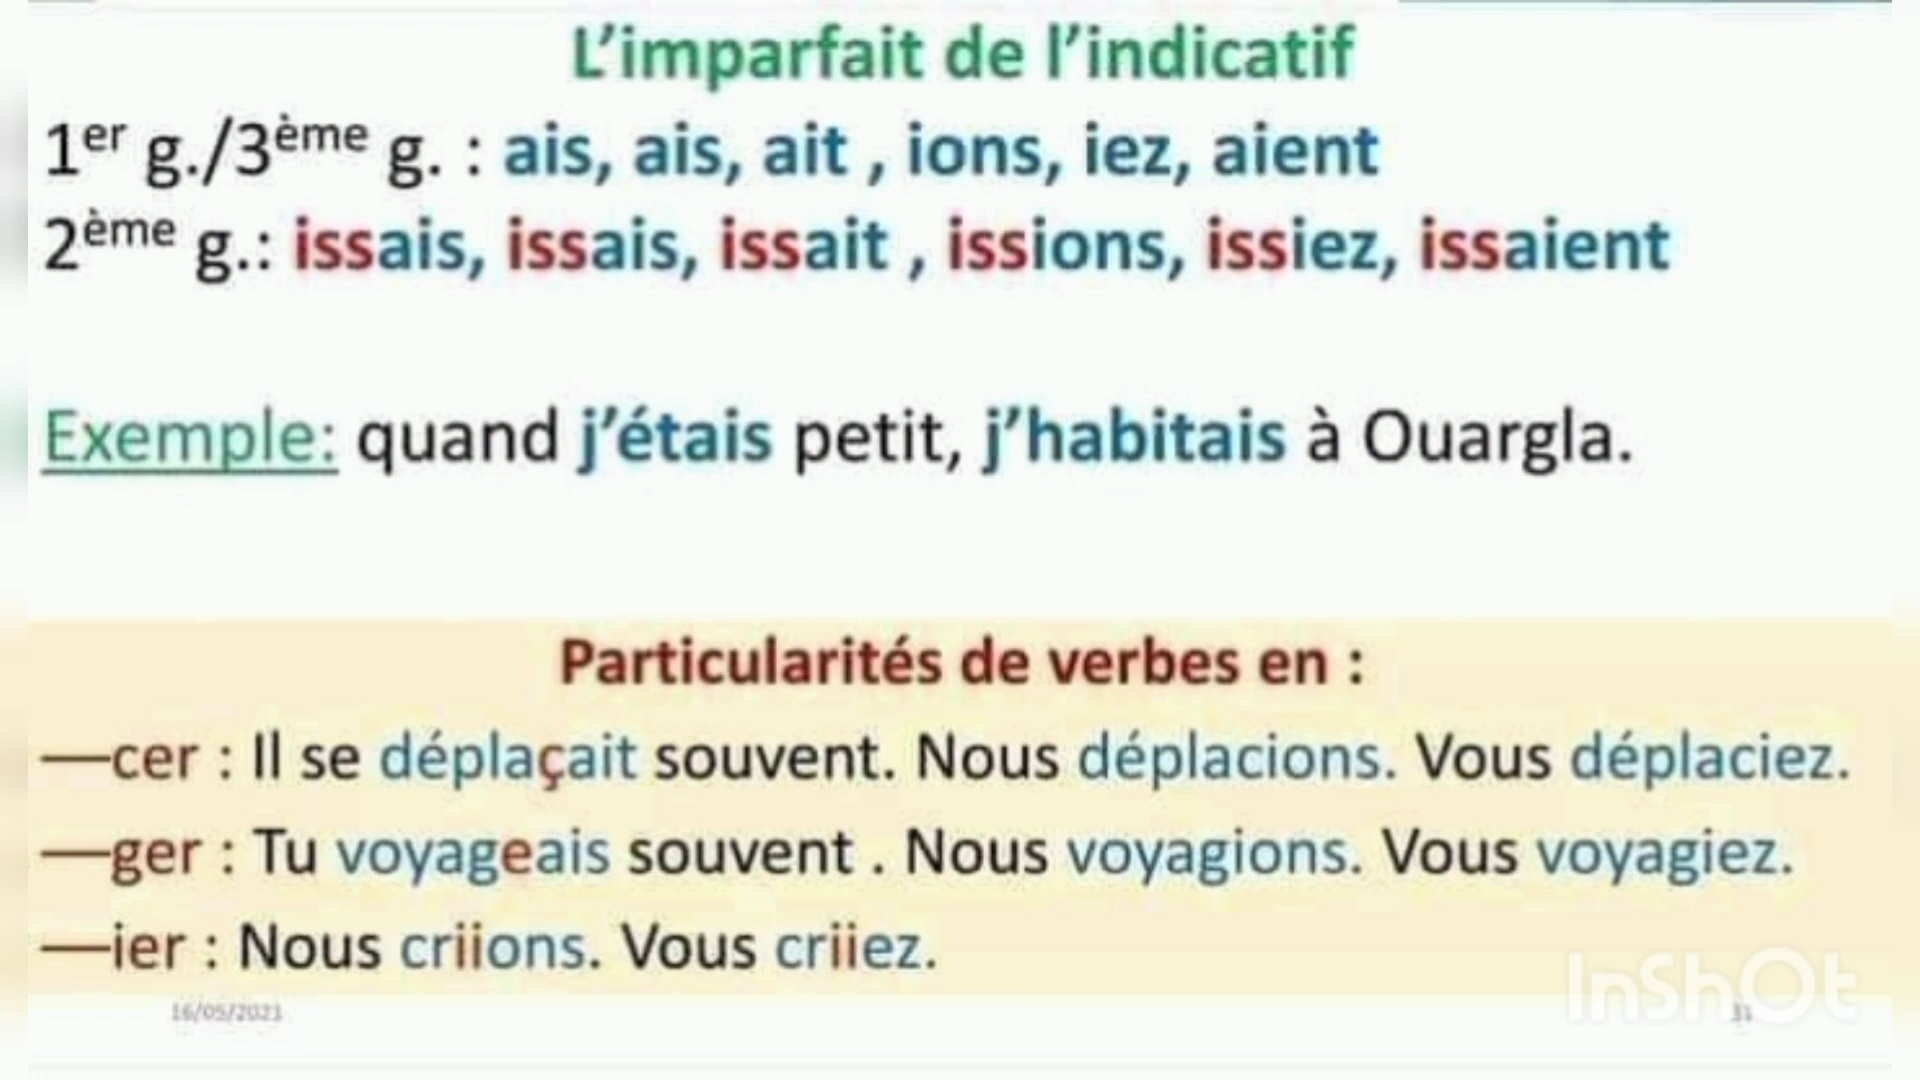 L’imparfait de l’indicatif
1er g./3ème g. : ais, ais, ait , ions, iez, aient
2ème g.: issais, issais, issait , issions, issiez, issaient
Exemple: quand j’étais petit, j’habitais à Ouargla.
Particularités de verbes en :
—cer : Il se déplaçait souvent. Nous déplacions. Vous déplaciez.
—ger : Tu voyageais souvent . Nous voyagions. Vous voyagiez.
—ier : Nous criions. Vous criiez.
InShOt
16/05/2021